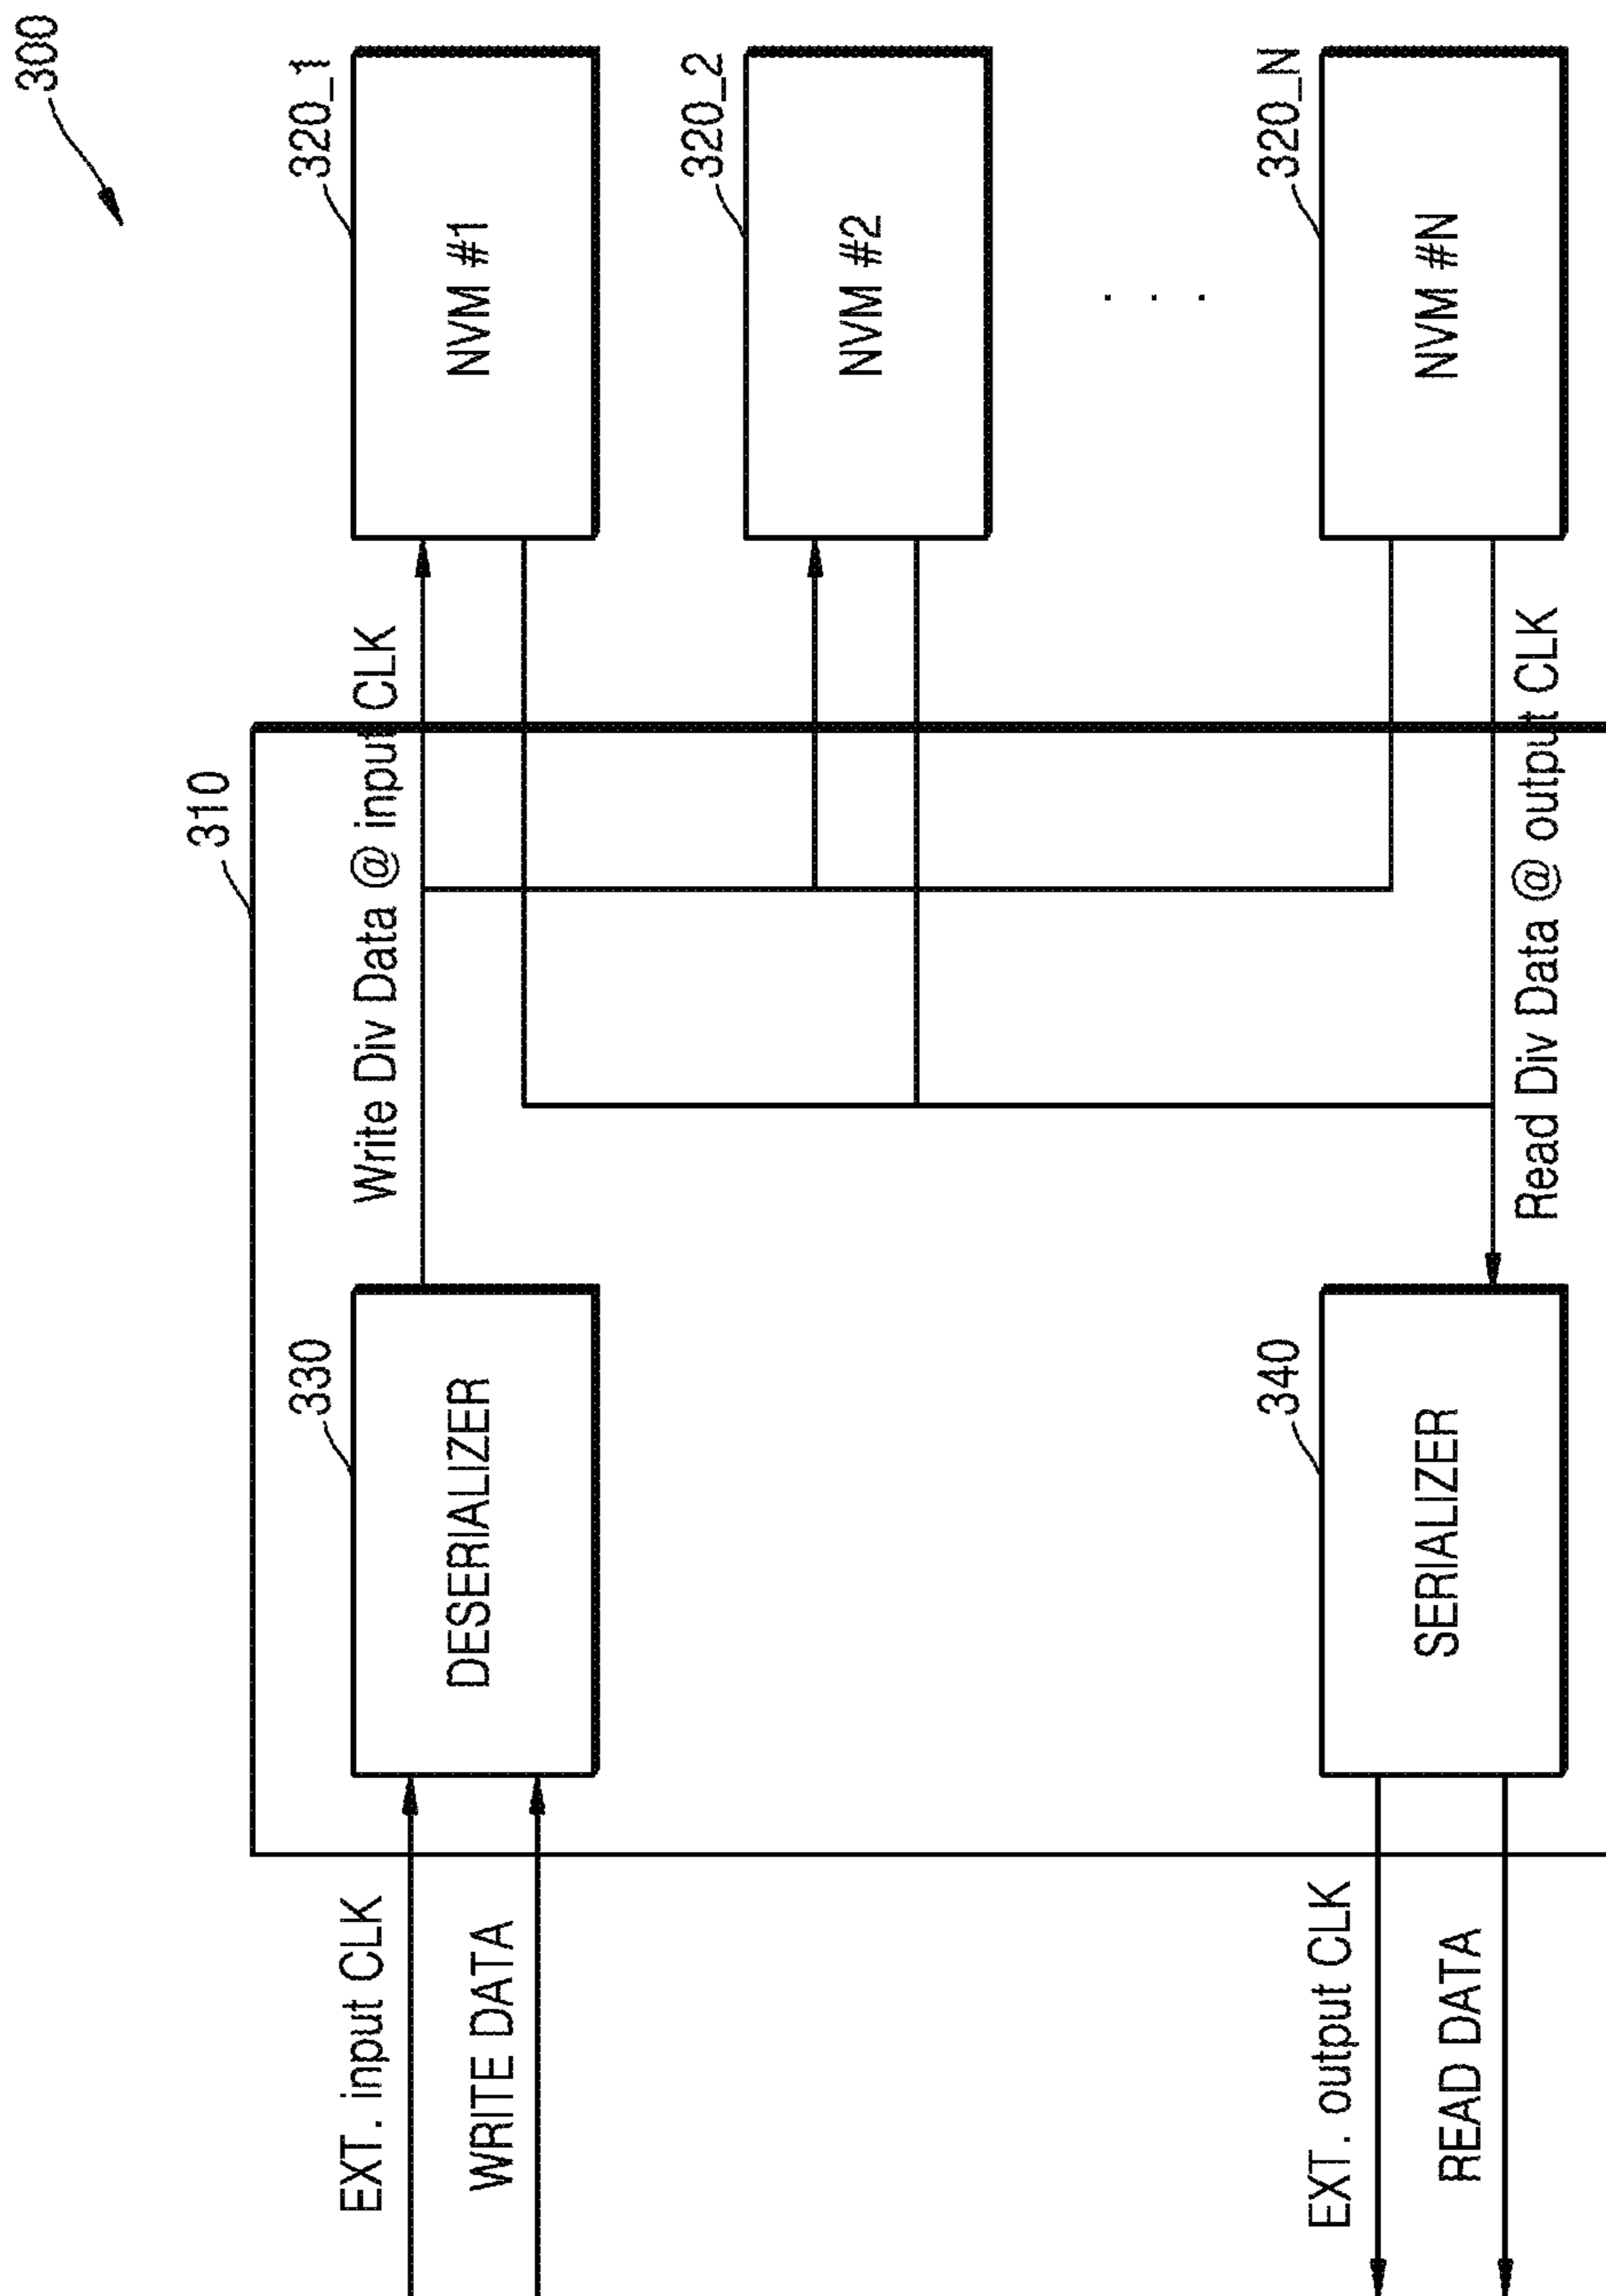 300
310
330
DESERIALIZER
EXT. input CLK
WRITE DATA
Write Div Data @ input CLK
320_1
NVM #1
320_2
NVM #2
. . .
320_N
NVM #N
340
SERIALIZER
EXT. output CLK
READ DATA
Read Div Data @ output CLK